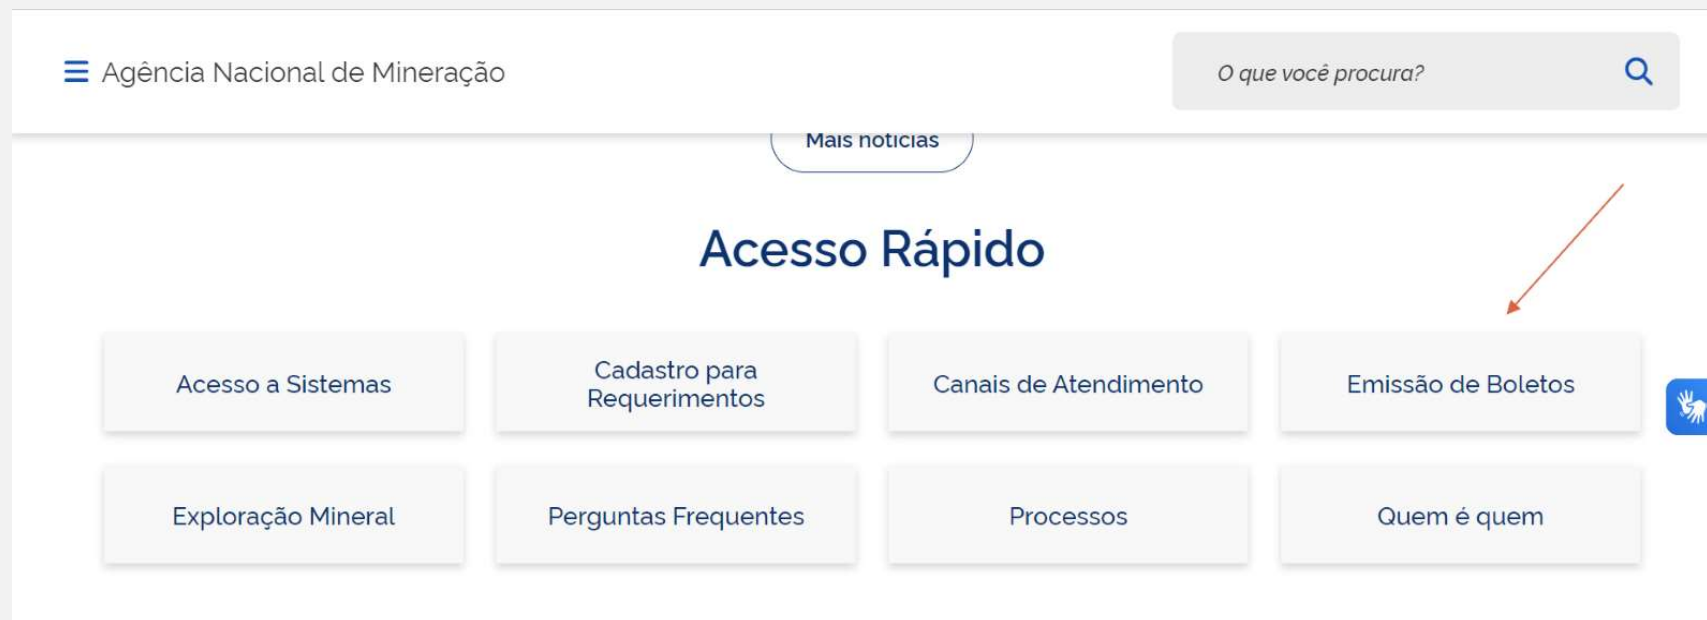 Agência Nacional de Mineração
O que você procura?
Mais notícias
Acesso Rápido
Acesso a Sistemas
Cadastro para
Requerimentos
Canais de Atendimento
Emissão de Boletos
Exploração Mineral
Perguntas Frequentes
Processos
Quem é quem